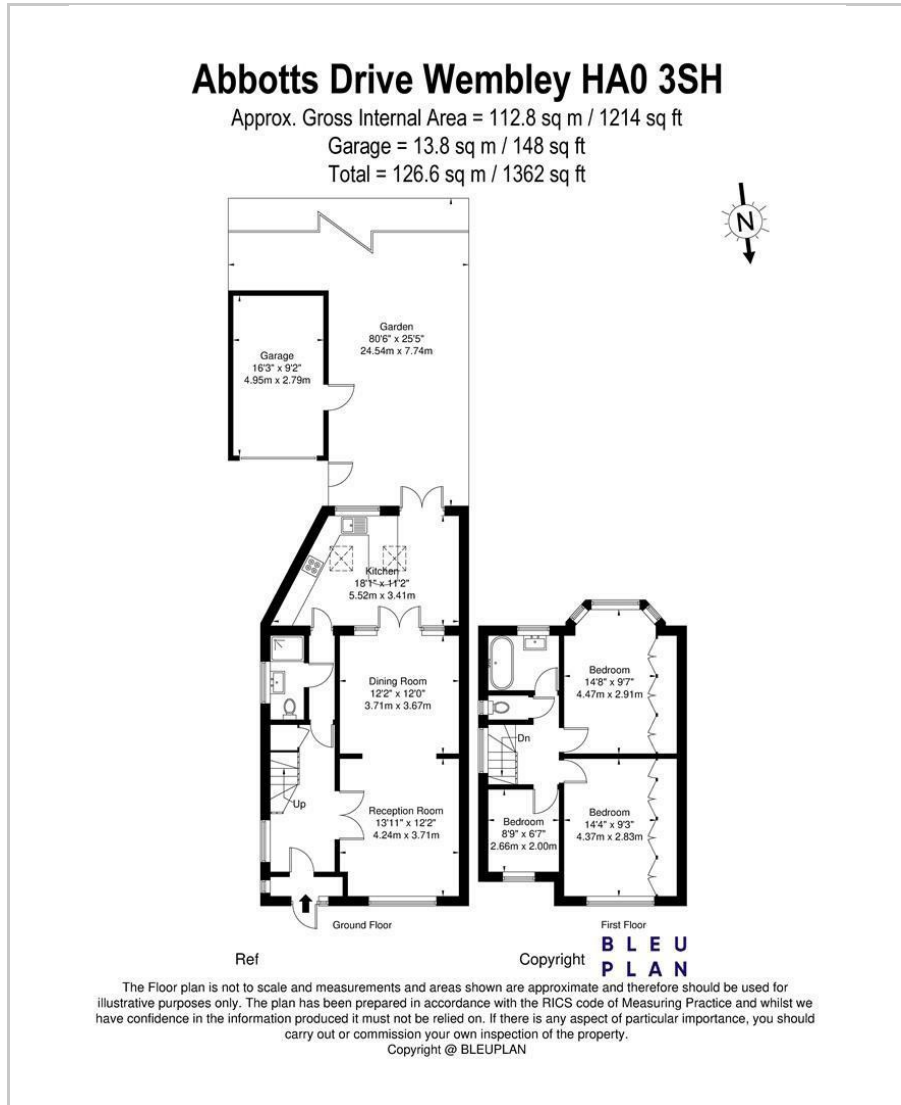 Abbotts Drive Wembley HA0 3SH
Approx. Gross Internal Area = 112.8 sq m / 1214 sq ft
Garage = 13.8 sq m / 148 sq ft
Total = 126.6 sq m / 1362 sq ft
N
Garden
80'6" x 25'5"
24.54m x 7.74m
Garage
16'3" x 9'2"
4.95m x 2.79m
Kitchen
18'1" x 11'2"
5.52m x 3.41m
Dining Room
12'2" x 12'0"
3.71m x 3.67m
Up
Reception Room
13'11" x 12'2"
4.24m x 3.71m
Ground Floor
Bedroom
14'8" x 9'7"
4.47m x 2.91m
Dn
Bedroom
8'9" x 6'7"
2.66m x 2.00m
Bedroom
14'4" x 9'3"
4.37m x 2.83m
First Floor
Ref
Copyright
BLEU
PLAN
The Floor plan is not to scale and measurements and areas shown are approximate and therefore should be used for
illustrative purposes only. The plan has been prepared in accordance with the RICS code of Measuring Practice and whilst we
have confidence in the information produced it must not be relied on. If there is any aspect of particular importance, you should
carry out or commission your own inspection of the property.
Copyright @ BLEUPLAN